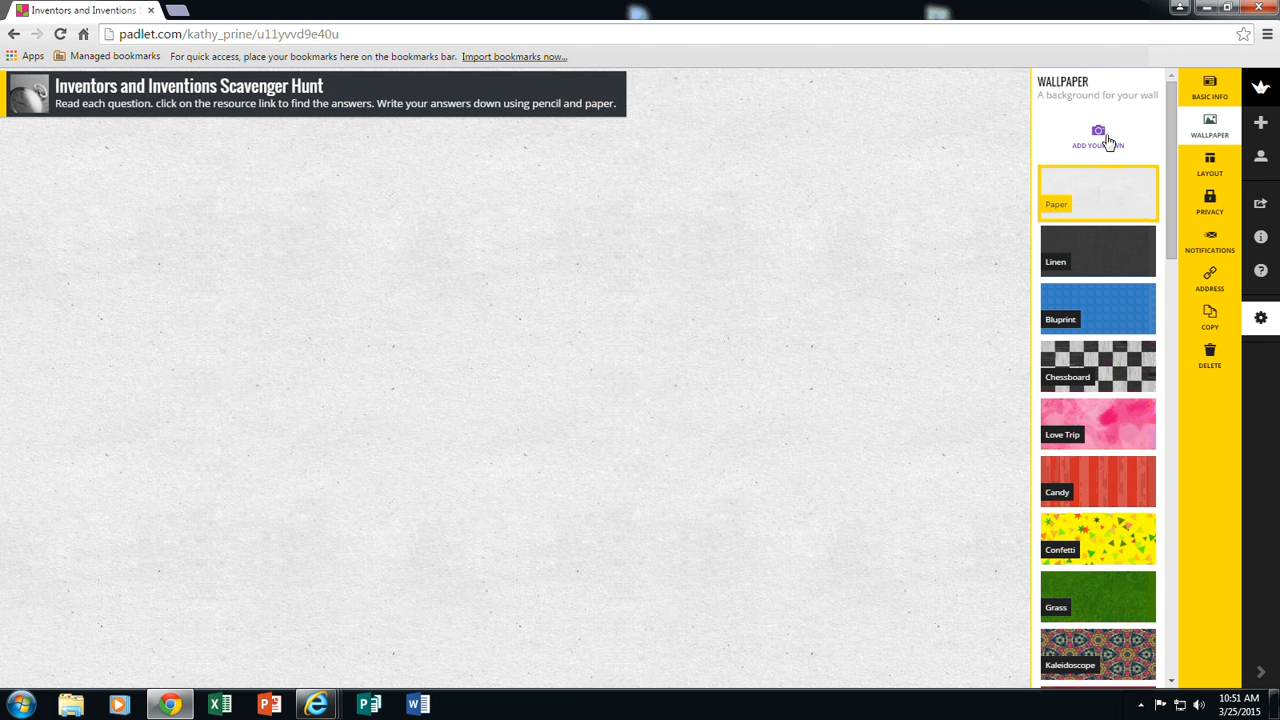 Inventors and Inventions
padlet.com/kathy_prine/u11yvvd9e40u
Apps
Managed bookmarks
For quick access, place your bookmarks here on the bookmarks bar.
Import bookmarks now...
Inventors and Inventions Scavenger Hunt
Read each question. click on the resource link to find the answers. Write your answers down using pencil and paper.
WALLPAPER
A background for your wall
ADD YOUR OWN
Paper
Linen
Bluprint
Chessboard
Love Trip
Candy
Confetti
Grass
Kaleidoscope
BASIC INFO
WALLPAPER
LAYOUT
PRIVACY
NOTIFICATIONS
ADDRESS
COPY
DELETE
10:51 AM
3/25/2015